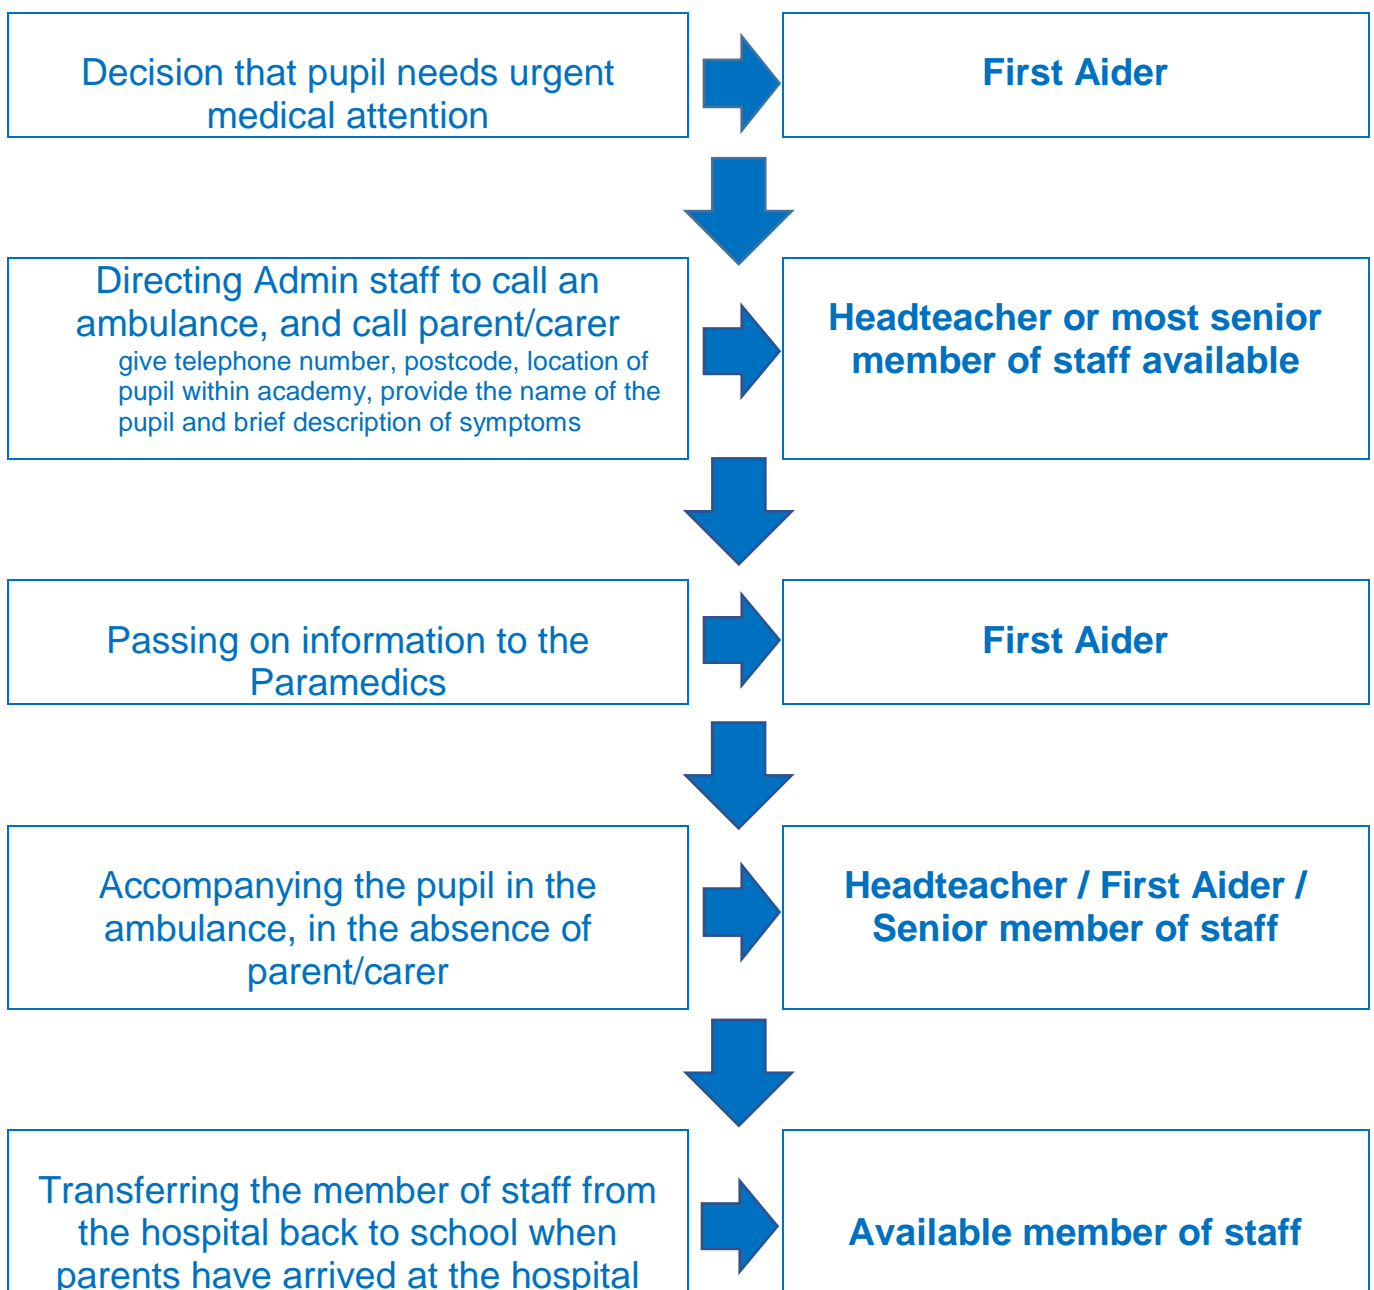 Decision that pupil needs urgent
medical attention
First Aider
Directing Admin staff to call an
ambulance, and call parent/carer
give telephone number, postcode, location of
pupil within academy, provide the name of the
pupil and brief description of symptoms
Headteacher or most senior
member of staff available
Passing on information to the
Paramedics
First Aider
Accompanying the pupil in the
ambulance, in the absence of
parent/carer
Headteacher / First Aider /
Senior member of staff
Transferring the member of staff from
the hospital back to school when
parents have arrived at the hospital
Available member of staff